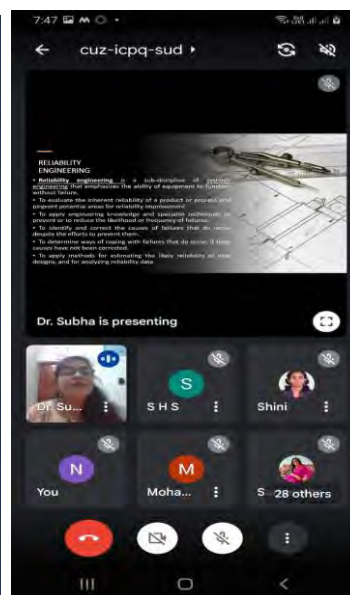 7:47
cuz-icpq-sud
RELIABILITY
ENGINEERING
• Reliability engineering is a sub-discipline of systems
engineering that emphasizes the ability of equipment to function
without failure.
• To evaluate the inherent reliability of a product or process and
pinpoint potential areas for reliability improvement.
• To apply engineering knowledge and specialist techniques to
prevent or to reduce the likelihood or frequency of failures.
• To identify and correct the causes of failures that do occur
despite the efforts to prevent them.
• To determine ways of coping with failures that do occur, if their
causes have not been corrected.
• To apply methods for estimating the likely reliability of new
designs, and for analyzing reliability data
Dr. Subha is presenting
Dr. Su...
S
S H S
Shini
N
You
M
Moha...
S...
28 others